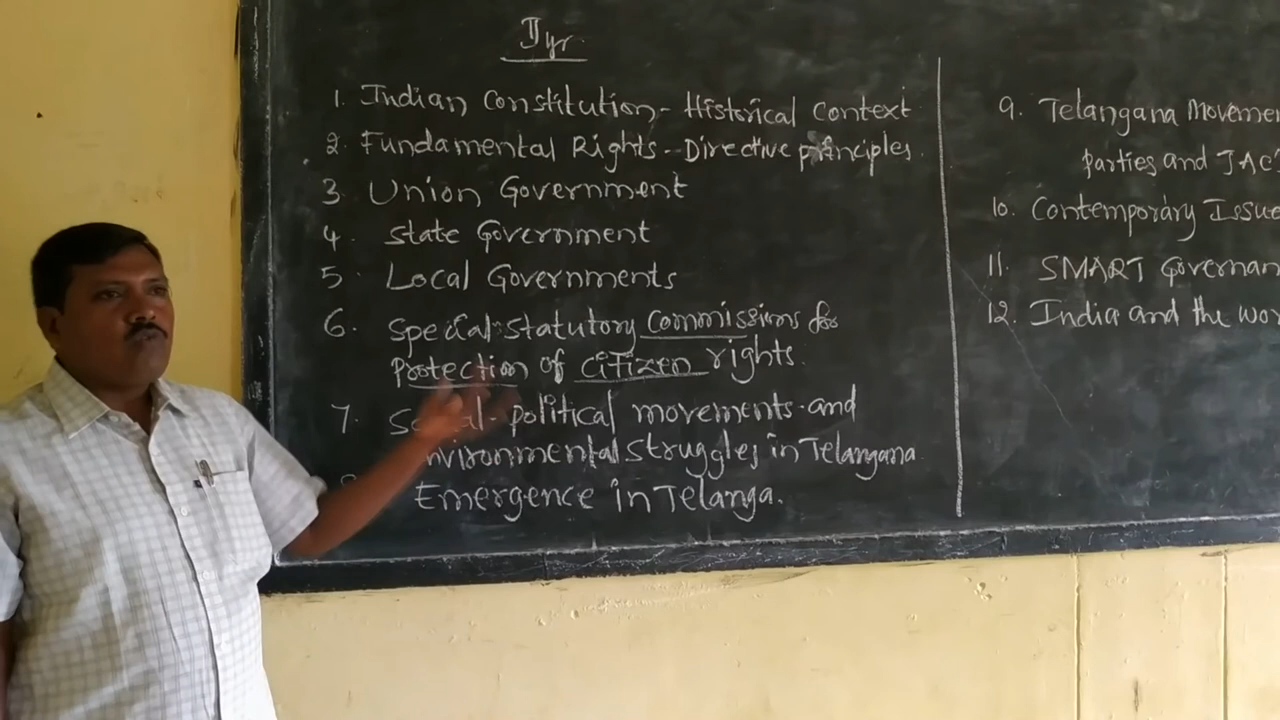 II yr.
1. Indian Constitution - Historical Context
2. Fundamental Rights - Directive principles.
3. Union Government
4. State Government
5. Local Governments
6. Special Statutory Commissions for
Protection of Citizen rights.
7. political movements and
struggles in Telangana
Emergence in Telanga.
9. Telangana
parties and
10. Contemporary
11. SMART
12. India and the